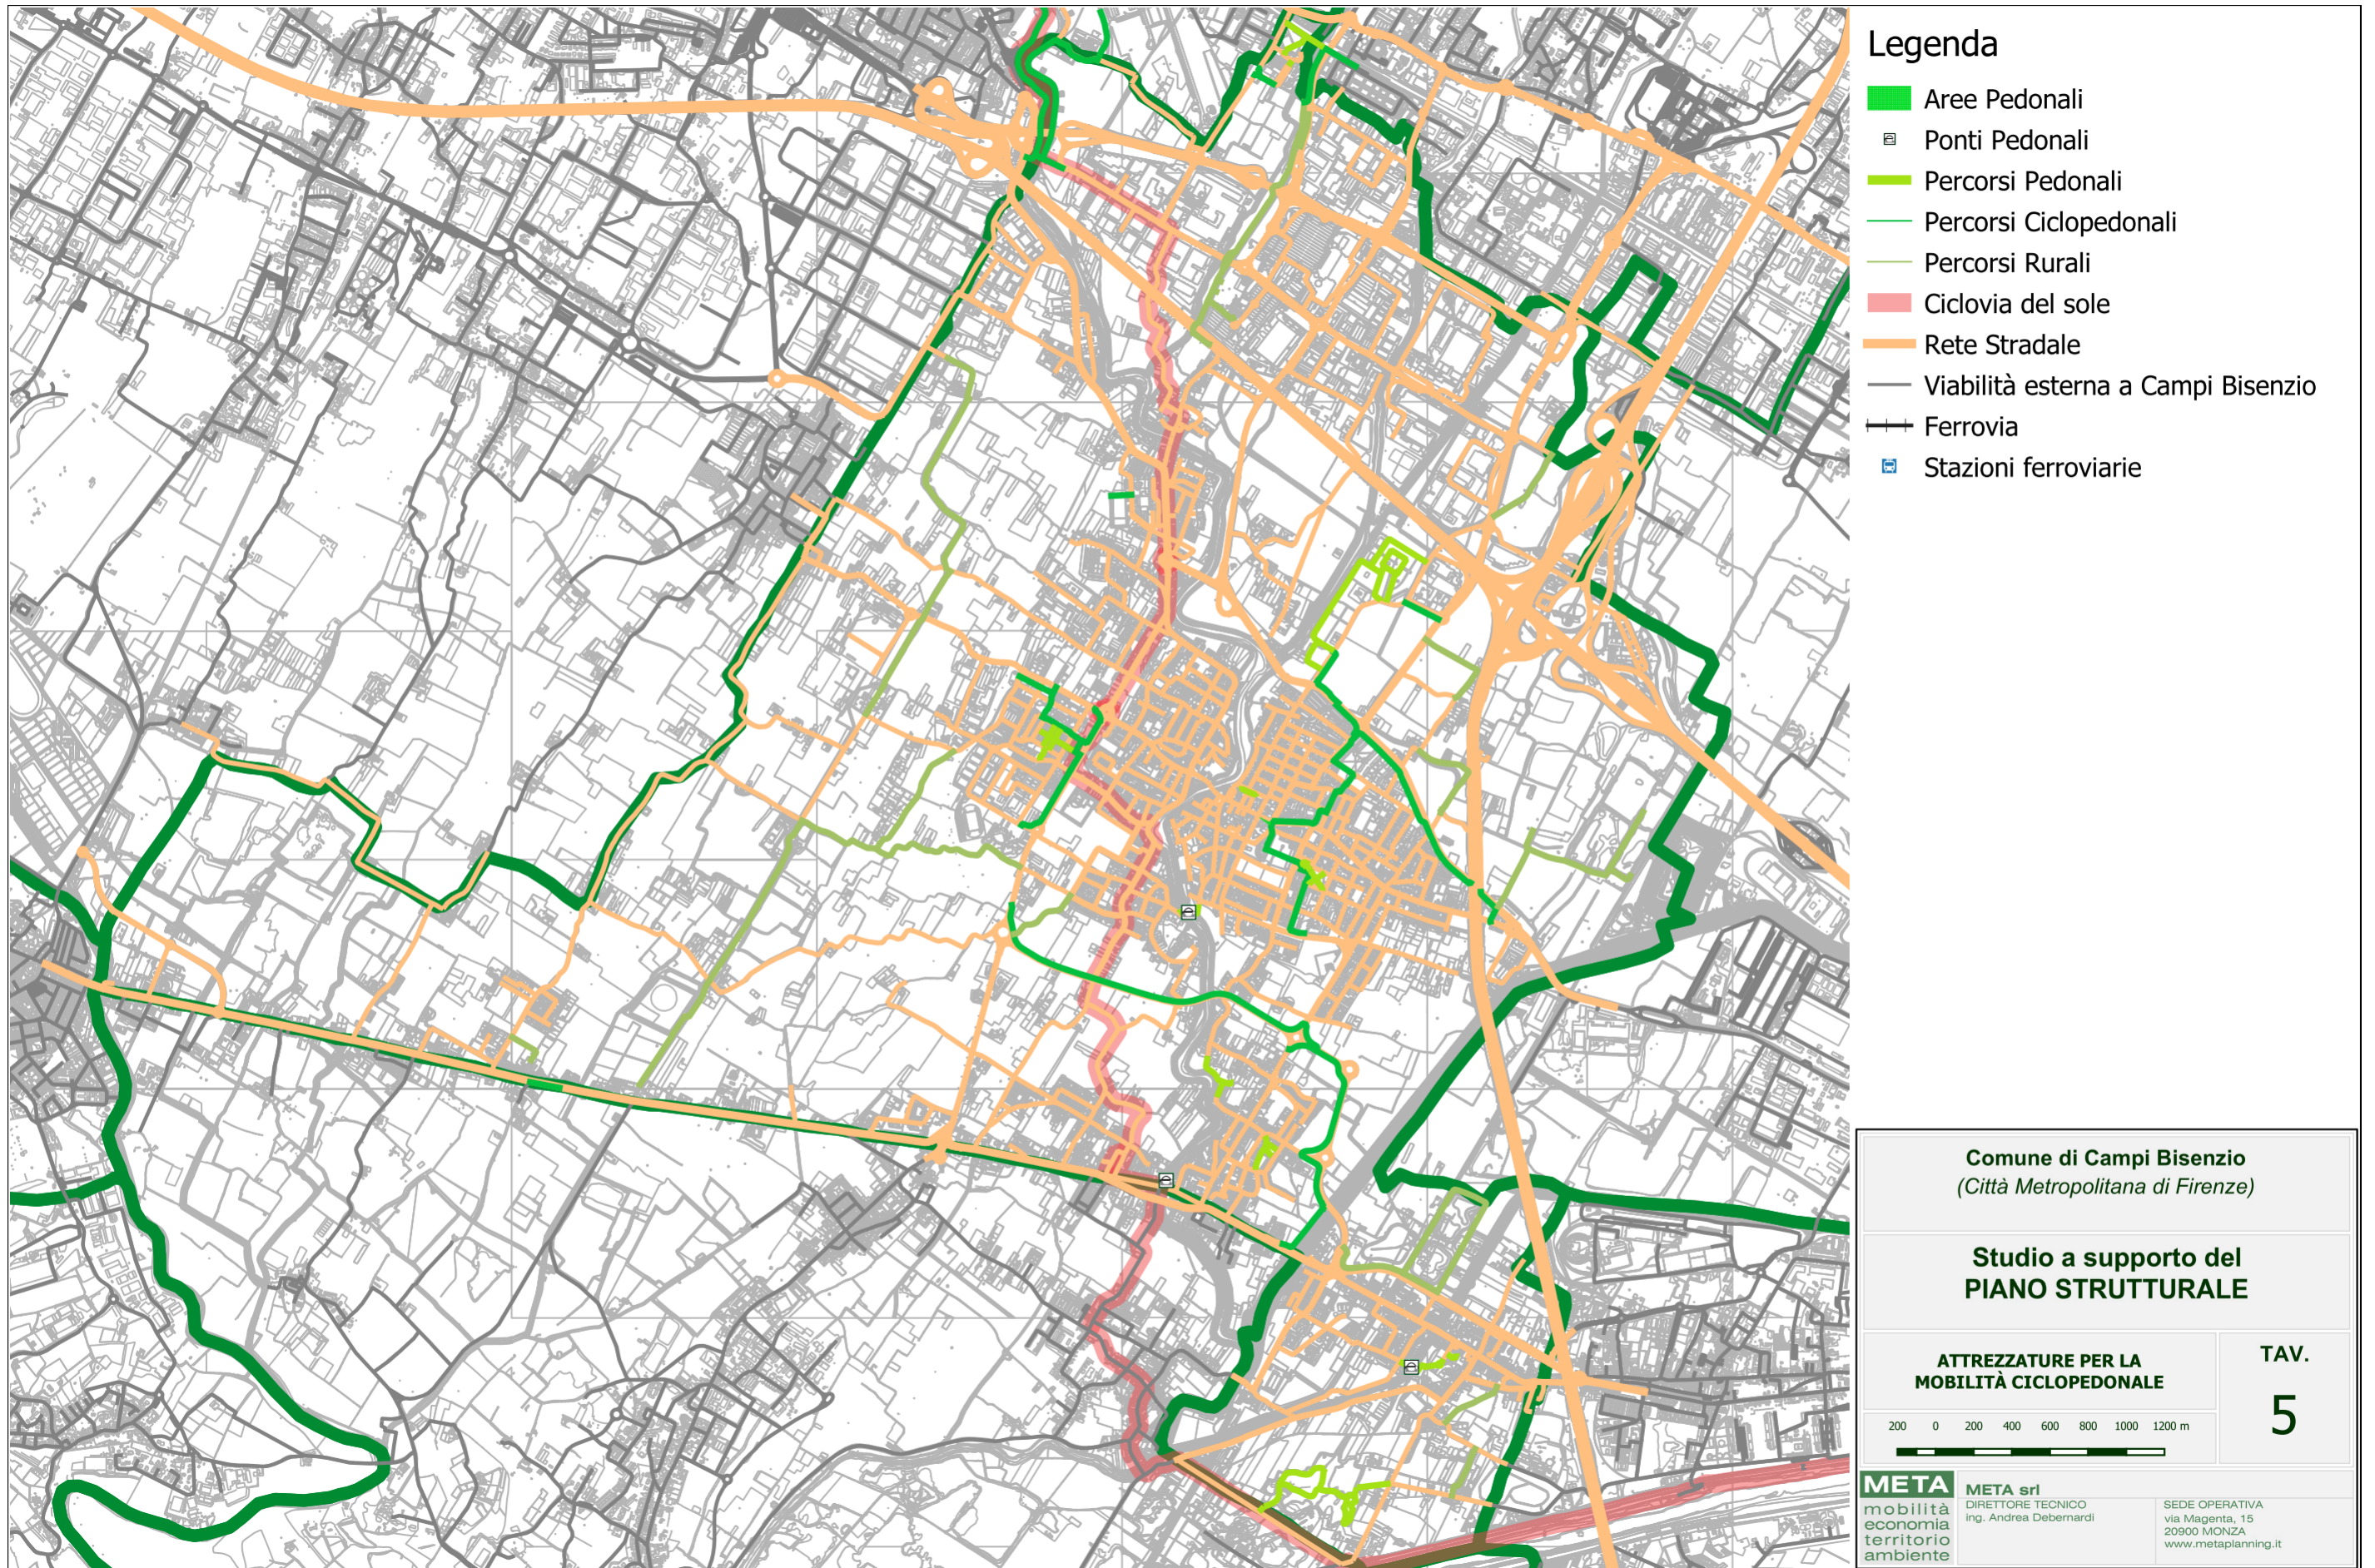 Legenda
Aree Pedonali
Ponti Pedonali
Percorsi Pedonali
Percorsi Ciclopedonali
Percorsi Rurali
Ciclovia del sole
Rete Stradale
Viabilità esterna a Campi Bisenzio
Ferrovia
Stazioni ferroviarie
Comune di Campi Bisenzio
(Città Metropolitana di Firenze)
Studio a supporto del
PIANO STRUTTURALE
ATTREZZATURE PER LA
MOBILITÀ CICLOPEDONALE
TAV.
5
200 0 200 400 600 800 1000 1200 m
META
mobilità
economia
territorio
ambiente
META srl
DIRETTORE TECNICO
ing. Andrea Debernardi
SEDE OPERATIVA
via Magenta, 15
20900 MONZA
www.metaplanning.it